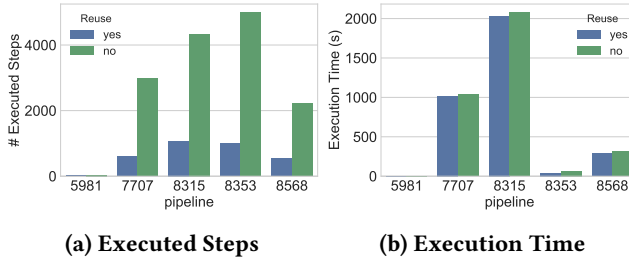 Reuse
yes
no
# Executed Steps
4000
2000
0
5981 7707 8315 8353 8568
pipeline
(a) Executed Steps
Reuse
yes
no
Execution Time (s)
2000
1500
1000
500
0
5981 7707 8315 8353 8568
pipeline
(b) Execution Time